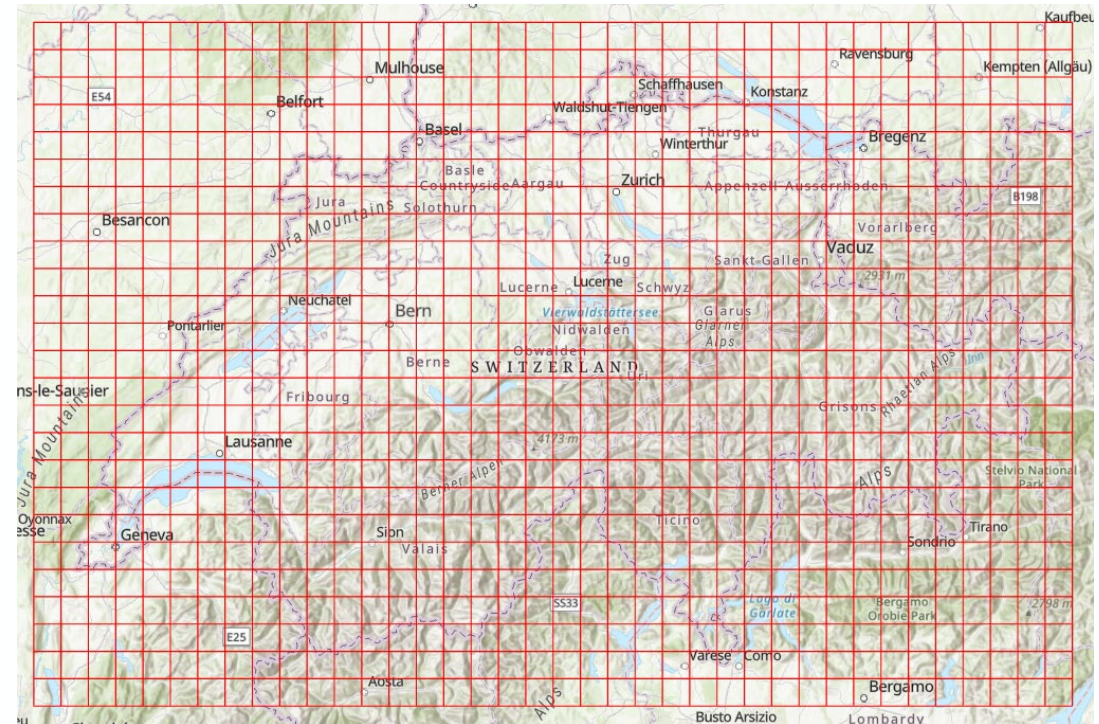 Kaufbeu
Ravensburg
Mulhouse
Kempten (Allgäu)
Schaffhausen
E54
Konstanz
Belfort
Waldshut-Tiengen
Basel
Thurgau
Bregenz
Winterthur
Basle
Countryside
Aargau
Zurich
Appenzell Ausserrhoden
B198
Jura
Solothurn
Jura Mountains
Besancon
Vorarlberg
Vaduz
Zug
Sankt Gallen
2931 m
Lucerne
Lucerne
Schwyz
Neuchatel
Bern
Vierwaldstättersee
Glarus
Pontarlier
Nidwalden
Glarner
Alps
Obwalden
Berne
SWITZERLAND
Uri
Inn
Rhaetian Alps
ns-le-Saunier
Fribourg
Grisons
Jura Mountains
Lausanne
4173 m
Berner Alpen
Alps
Stelvio National
Park
Oyonnax
esse
Geneva
Sion
Valais
Ticino
Tirano
Sondrio
SS33
Lago di
Garlate
Bergamo
Orobie Park
2798 m
E25
Varese
Como
Aosta
Bergamo
Alps
Busto Arsizio
Lombardy